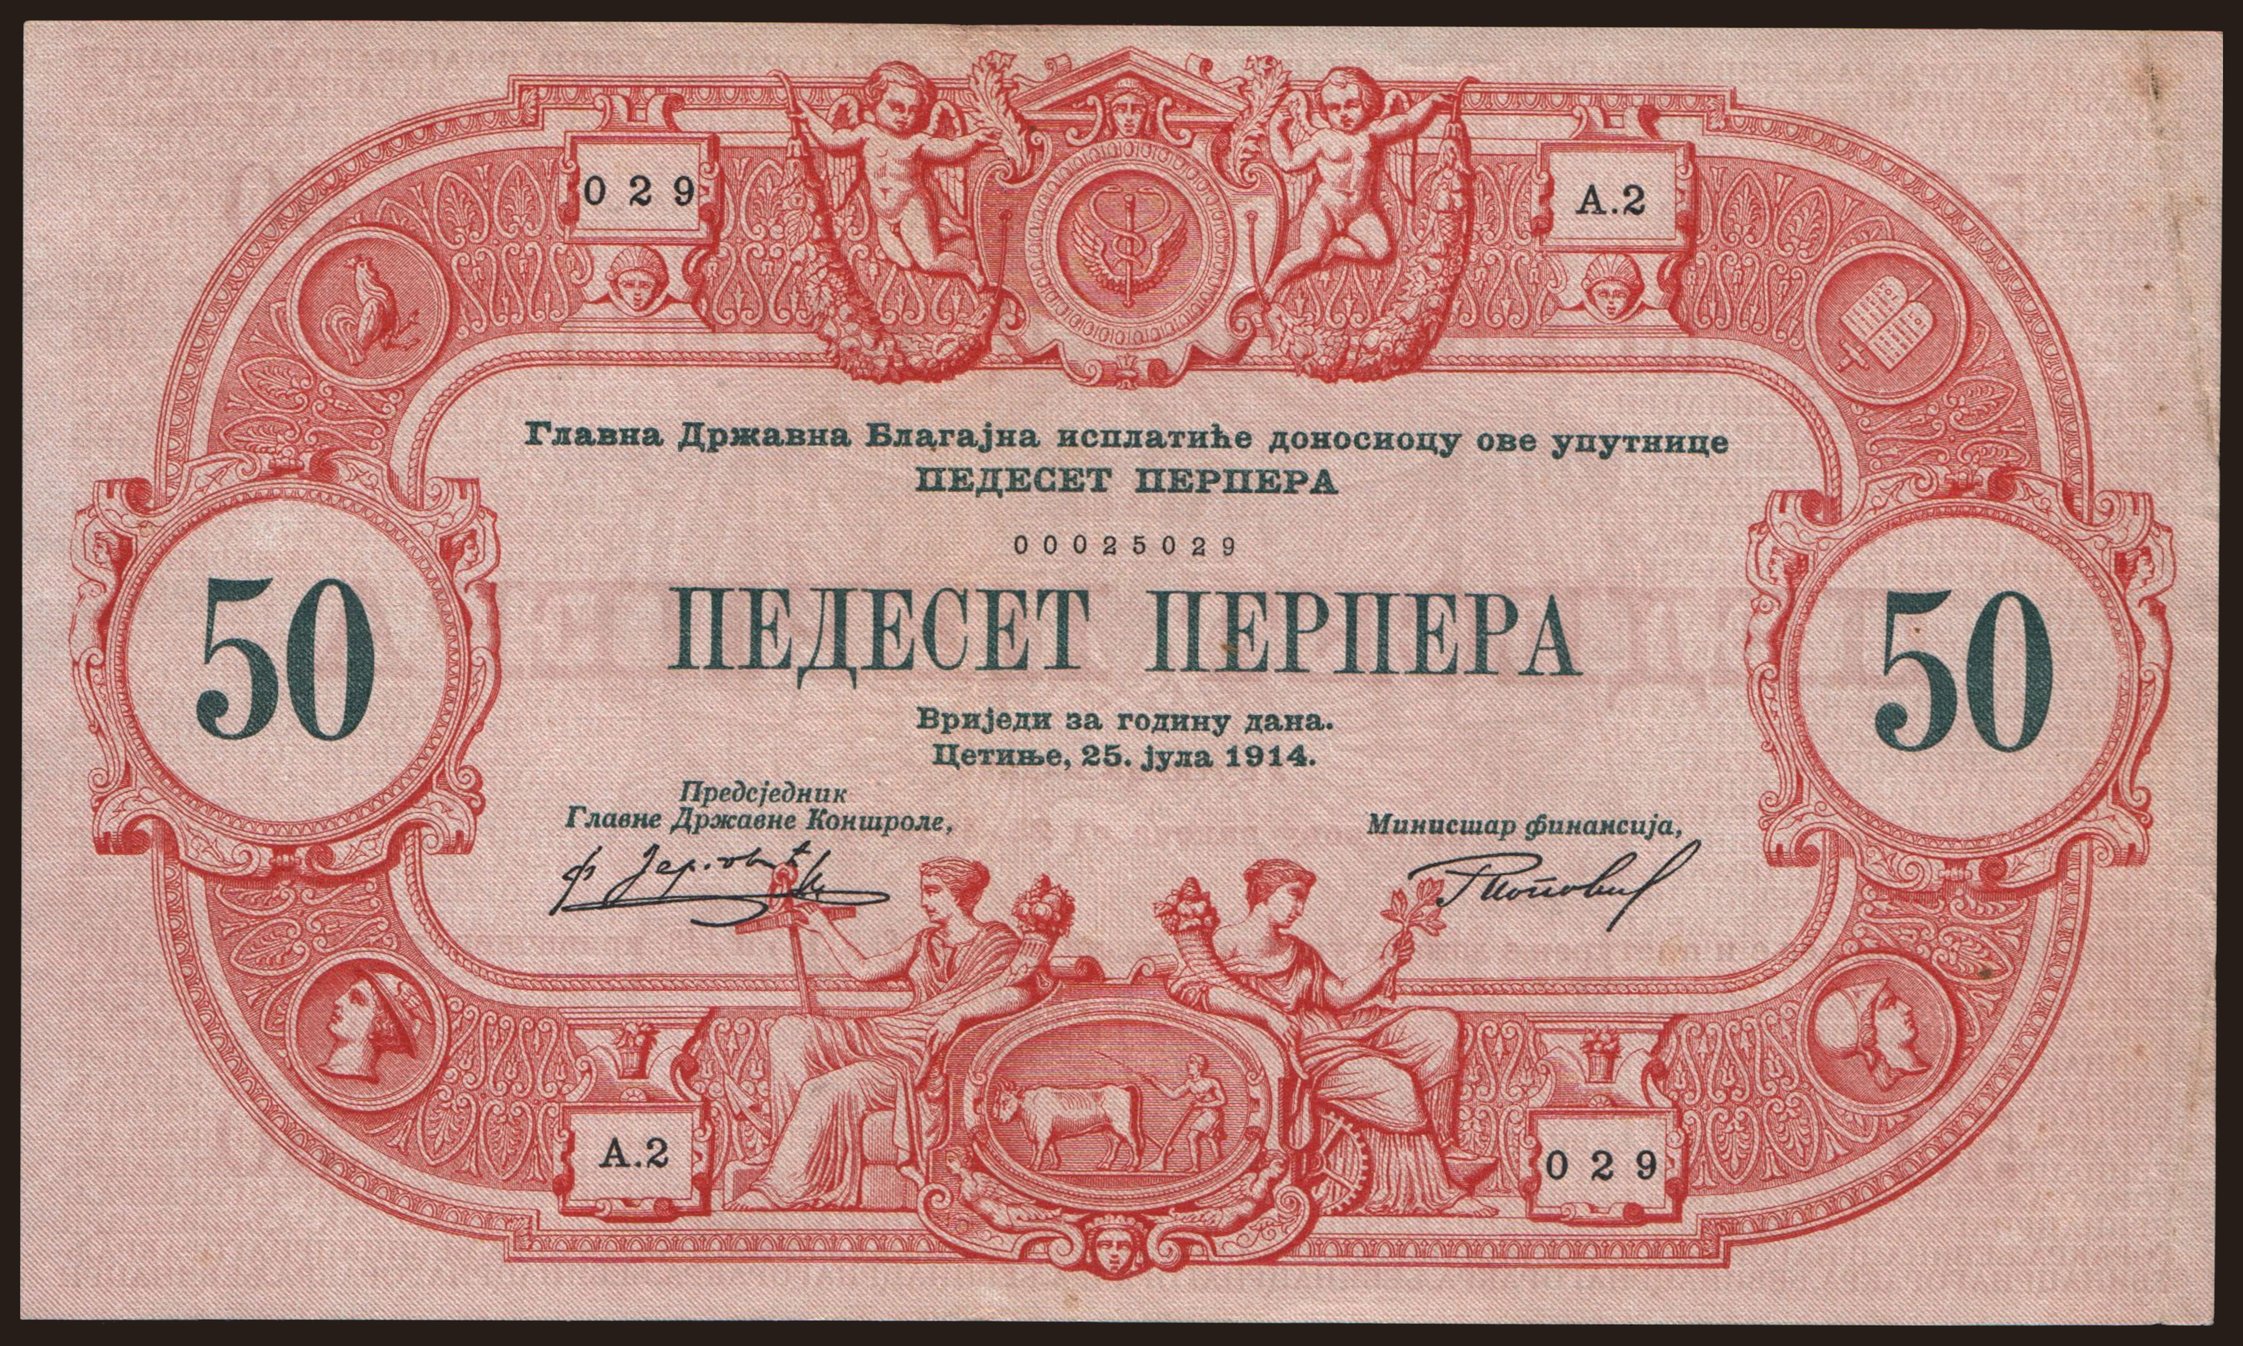 029
А.2
Главна Државна Благајна исплатиће доносиоцу ове упутнице
ПЕДЕСЕТ ПЕРПЕРА
00025029
50
ПЕДЕСЕТ ПЕРПЕРА
50
Вриједи за годину дана.
Цетиње, 25. јула 1914.
Предсједник
Главне Државне Контроле,
Министар финансија,
А.2
029